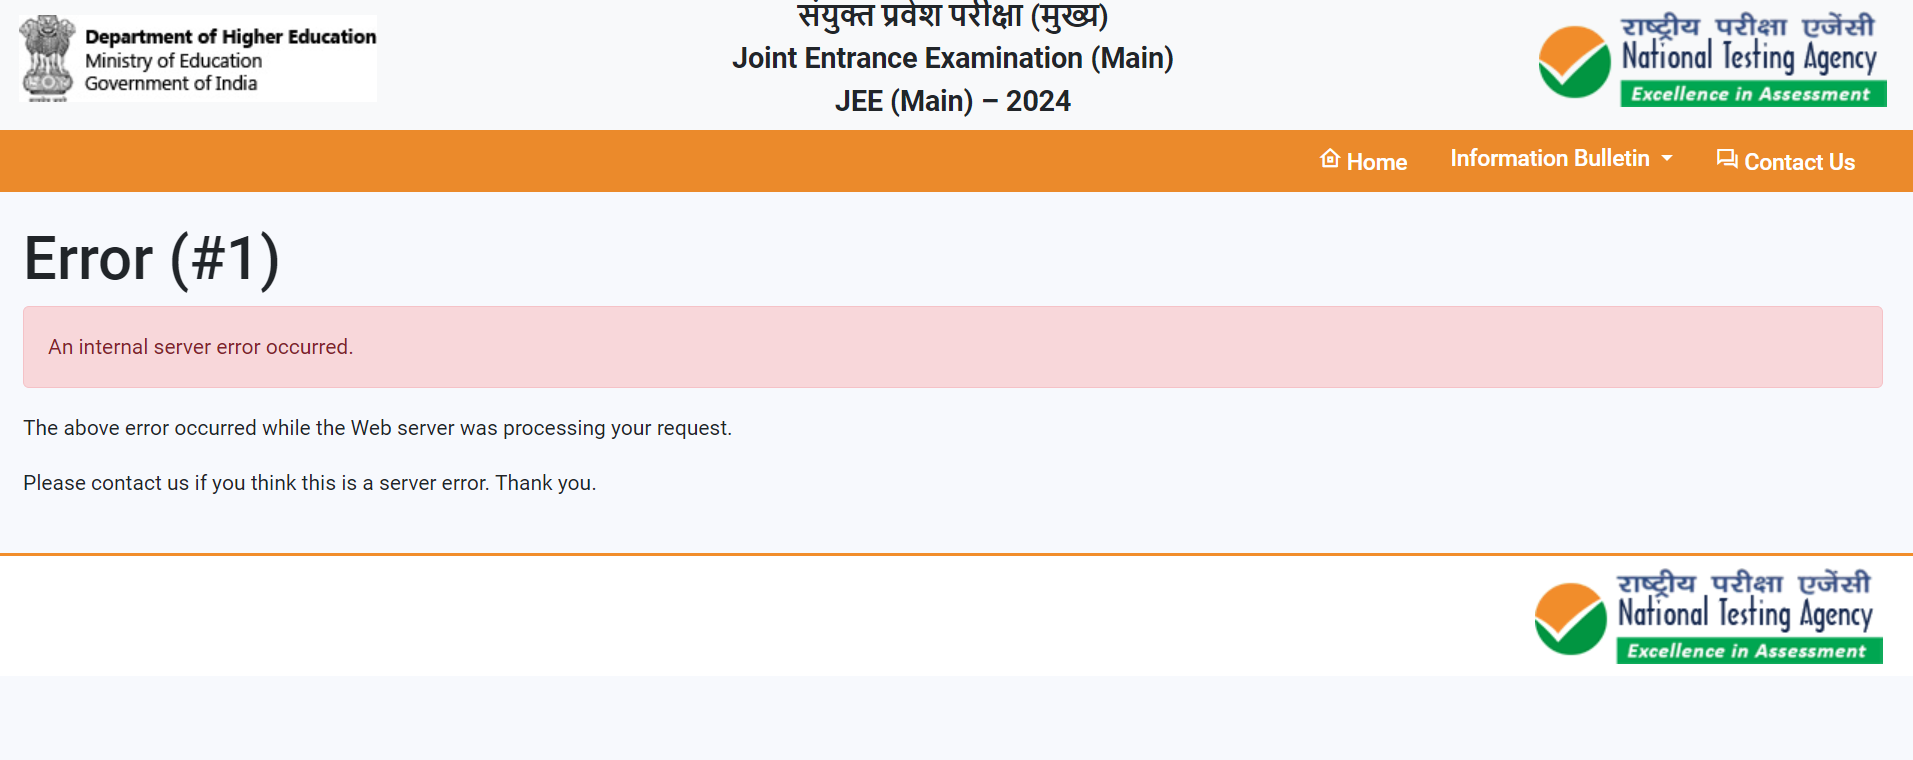 Department of Higher Education
Ministry of Education
Government of India
संयुक्त प्रवेश परीक्षा (मुख्य)
Joint Entrance Examination (Main)
JEE (Main) – 2024
राष्ट्रीय परीक्षा एजेंसी
National Testing Agency
Excellence in Assessment
Home
Information Bulletin
Contact Us
Error (#1)
An internal server error occurred.
The above error occurred while the Web server was processing your request.
Please contact us if you think this is a server error. Thank you.
राष्ट्रीय परीक्षा एजेंसी
National Testing Agency
Excellence in Assessment